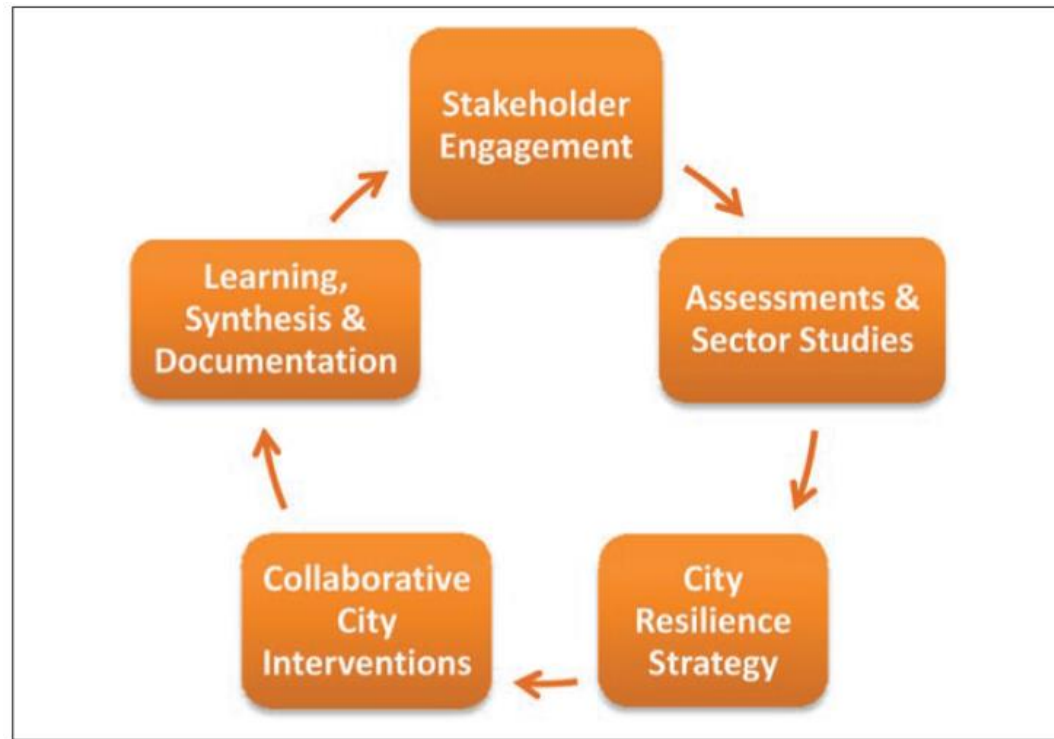 Stakeholder
Engagement
Assessments &
Sector Studies
City
Resilience
Strategy
Collaborative
City
Interventions
Learning,
Synthesis &
Documentation